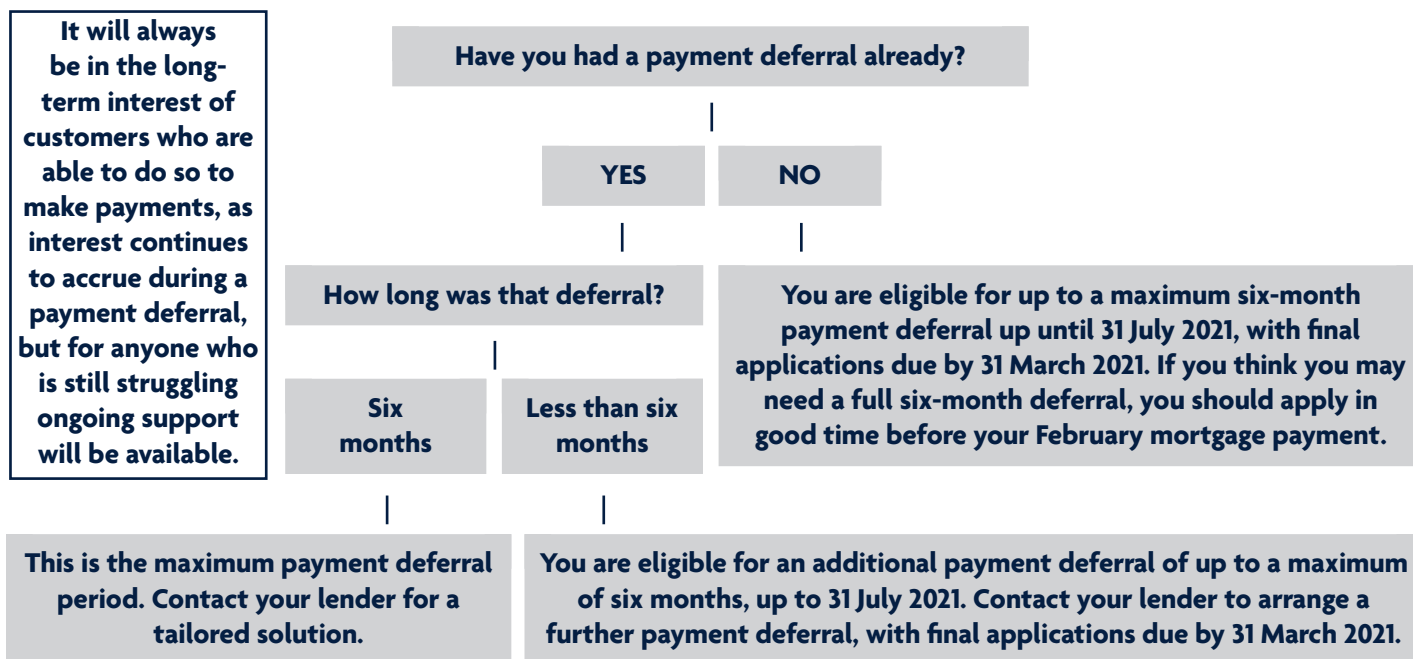 It will always
be in the long-
term interest of
customers who are
able to do so to
make payments, as
interest continues
to accrue during a
payment deferral,
but for anyone who
is still struggling
ongoing support
will be available.
Have you had a payment deferral already?
YES
NO
How long was that deferral?
You are eligible for up to a maximum six-month
payment deferral up until 31 July 2021, with final
applications due by 31 March 2021. If you think you may
need a full six-month deferral, you should apply in
good time before your February mortgage payment.
Six
months
Less than six
months
This is the maximum payment deferral
period. Contact your lender for a
tailored solution.
You are eligible for an additional payment deferral of up to a maximum
of six months, up to 31 July 2021. Contact your lender to arrange a
further payment deferral, with final applications due by 31 March 2021.